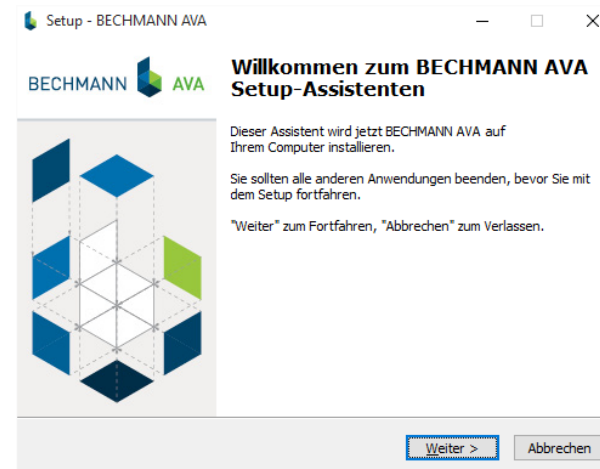 Setup - BECHMANN AVA
BECHMANN AVA
Willkommen zum BECHMANN AVA
Setup-Assistenten
Dieser Assistent wird jetzt BECHMANN AVA auf
Ihrem Computer installieren.
Sie sollten alle anderen Anwendungen beenden, bevor Sie mit
dem Setup fortfahren.
"Weiter" zum Fortfahren, "Abbrechen" zum Verlassen.
Weiter >
Abbrechen